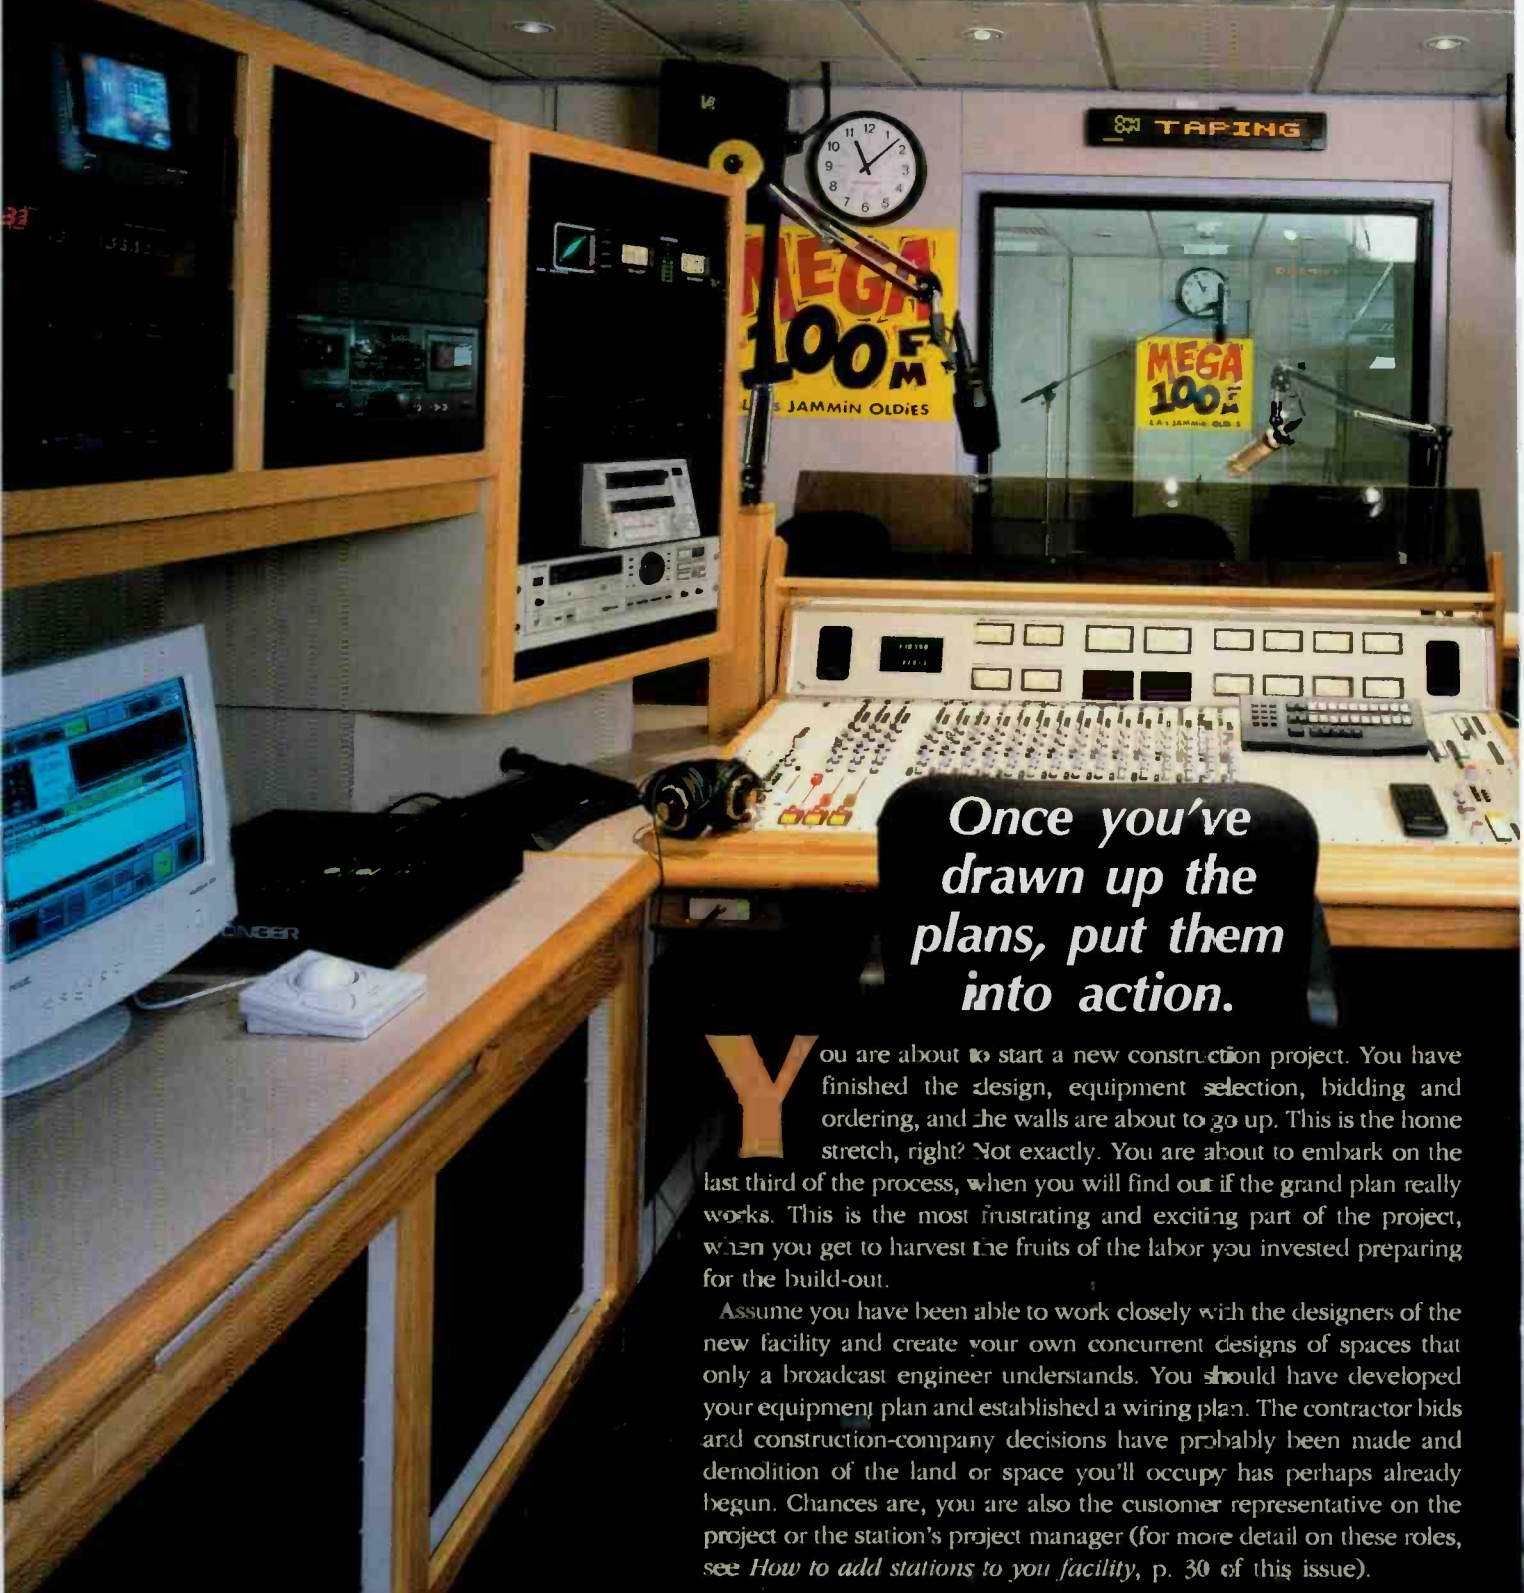 TAPING
MEGA
100 FM
L.A.'s JAMMiN OLDiES
MEGA
100 FM
L.A.'s JAMMiN OLDiES
Once you've
drawn up the
plans, put them
into action.
You are about to start a new construction project. You have
finished the design, equipment selection, bidding and
ordering, and the walls are about to go up. This is the home
stretch, right? Not exactly. You are about to embark on the
last third of the process, when you will find out if the grand plan really
works. This is the most frustrating and exciting part of the project,
when you get to harvest the fruits of the labor you invested preparing
for the build-out.
Assume you have been able to work closely with the designers of the
new facility and create your own concurrent designs of spaces that
only a broadcast engineer understands. You should have developed
your equipment plan and established a wiring plan. The contractor bids
and construction-company decisions have probably been made and
demolition of the land or space you'll occupy has perhaps already
begun. Chances are, you are also the customer representative on the
project or the station's project manager (for more detail on these roles,
see How to add stations to you facility, p. 30 of this issue).